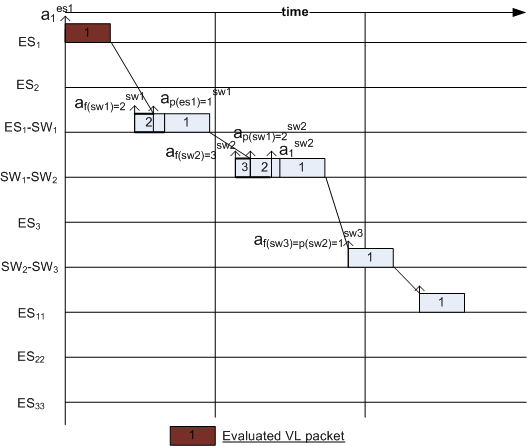 time
a1es1
1
ES1
ES2
af(sw1)=2sw1
ap(es1)=1sw1
2 1
ES1-SW1
ap(sw1)=2sw2
af(sw2)=3sw2
a1sw2
3 2 1
SW1-SW2
ES3
af(sw3)=p(sw2)=1sw3
1
SW2-SW3
1
ES11
ES22
ES33
1 Evaluated VL packet